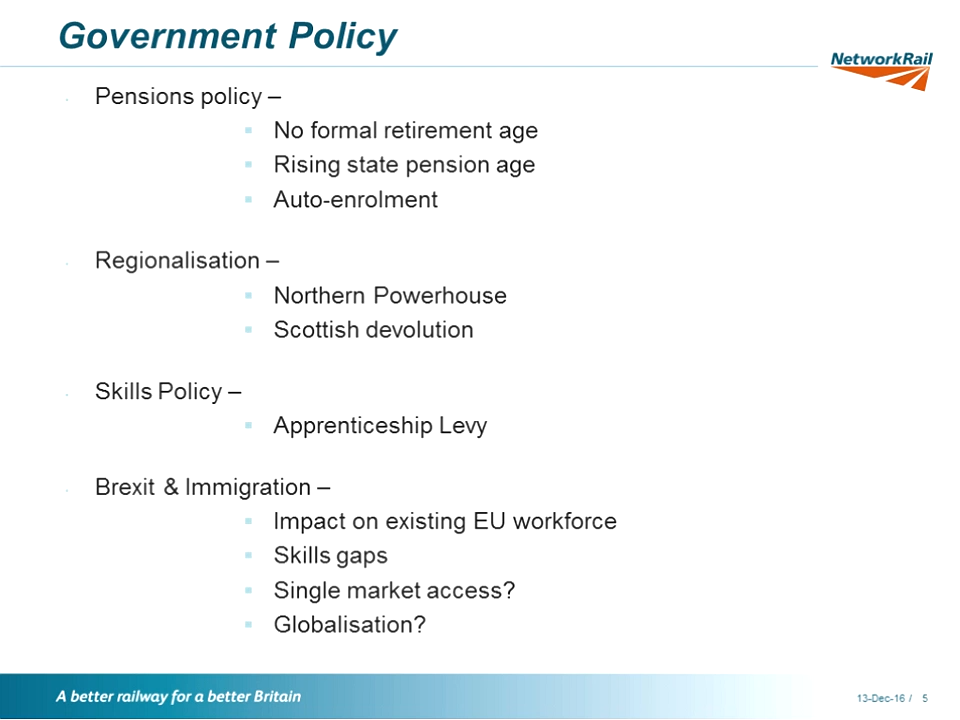 Government Policy
NetworkRail
Pensions policy –
No formal retirement age
Rising state pension age
Auto-enrolment
Regionalisation –
Northern Powerhouse
Scottish devolution
Skills Policy –
Apprenticeship Levy
Brexit & Immigration –
Impact on existing EU workforce
Skills gaps
Single market access?
Globalisation?
A better railway for a better Britain
13-Dec-16 / 5